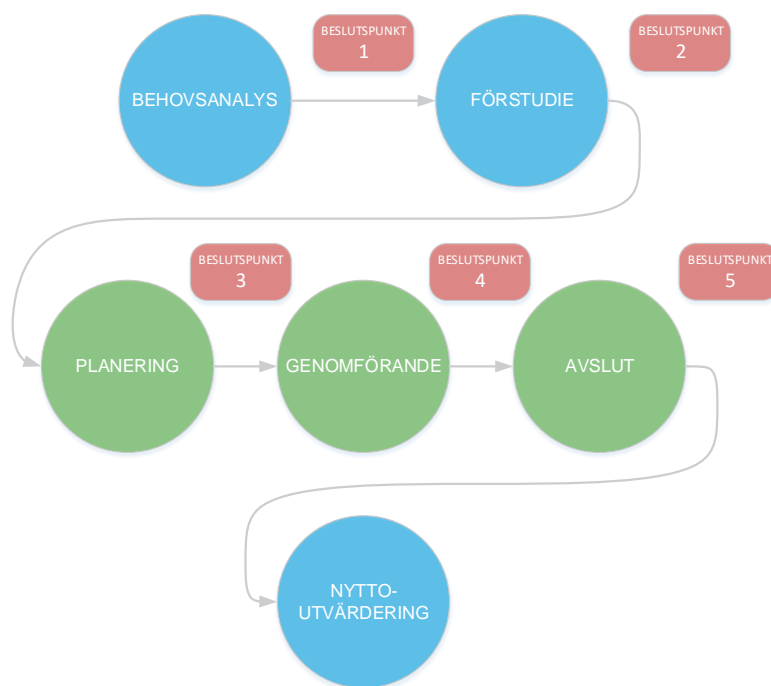 BESLUTSPUNKT
1
BESLUTSPUNKT
2
BEHOVSANALYS
FÖRSTUDIE
BESLUTSPUNKT
3
BESLUTSPUNKT
4
BESLUTSPUNKT
5
PLANERING
GENOMFÖRANDE
AVSLUT
NYTTO-
UTVÄRDERING